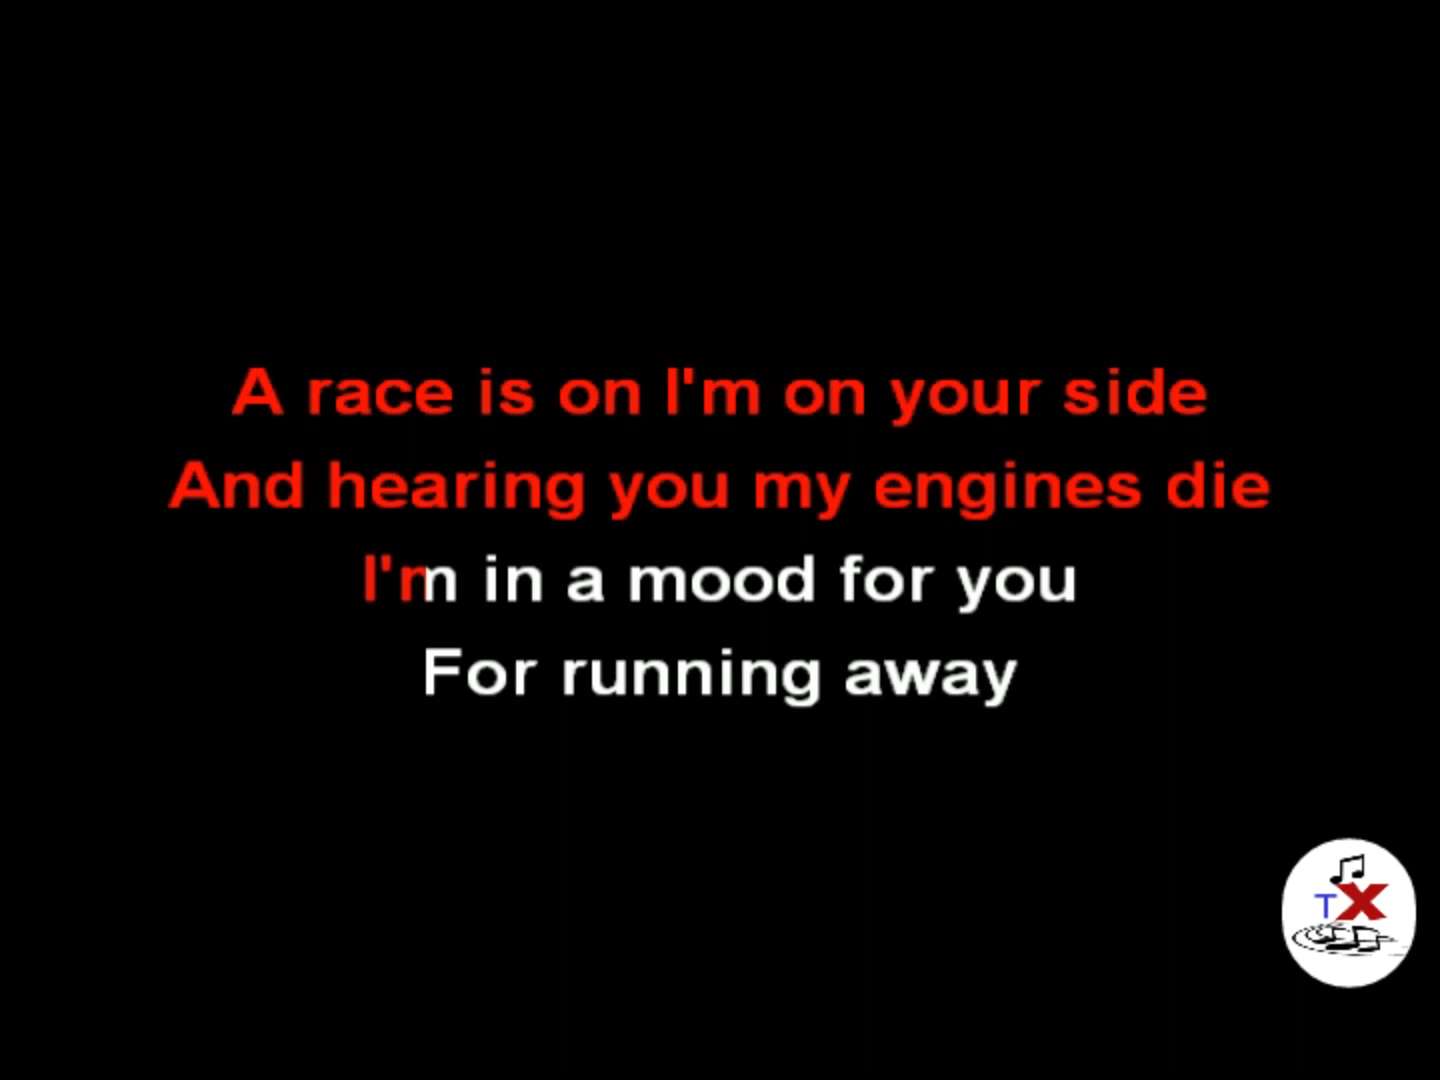 A race is on I'm on your side
And hearing you my engines die
I'm in a mood for you
For running away
TX